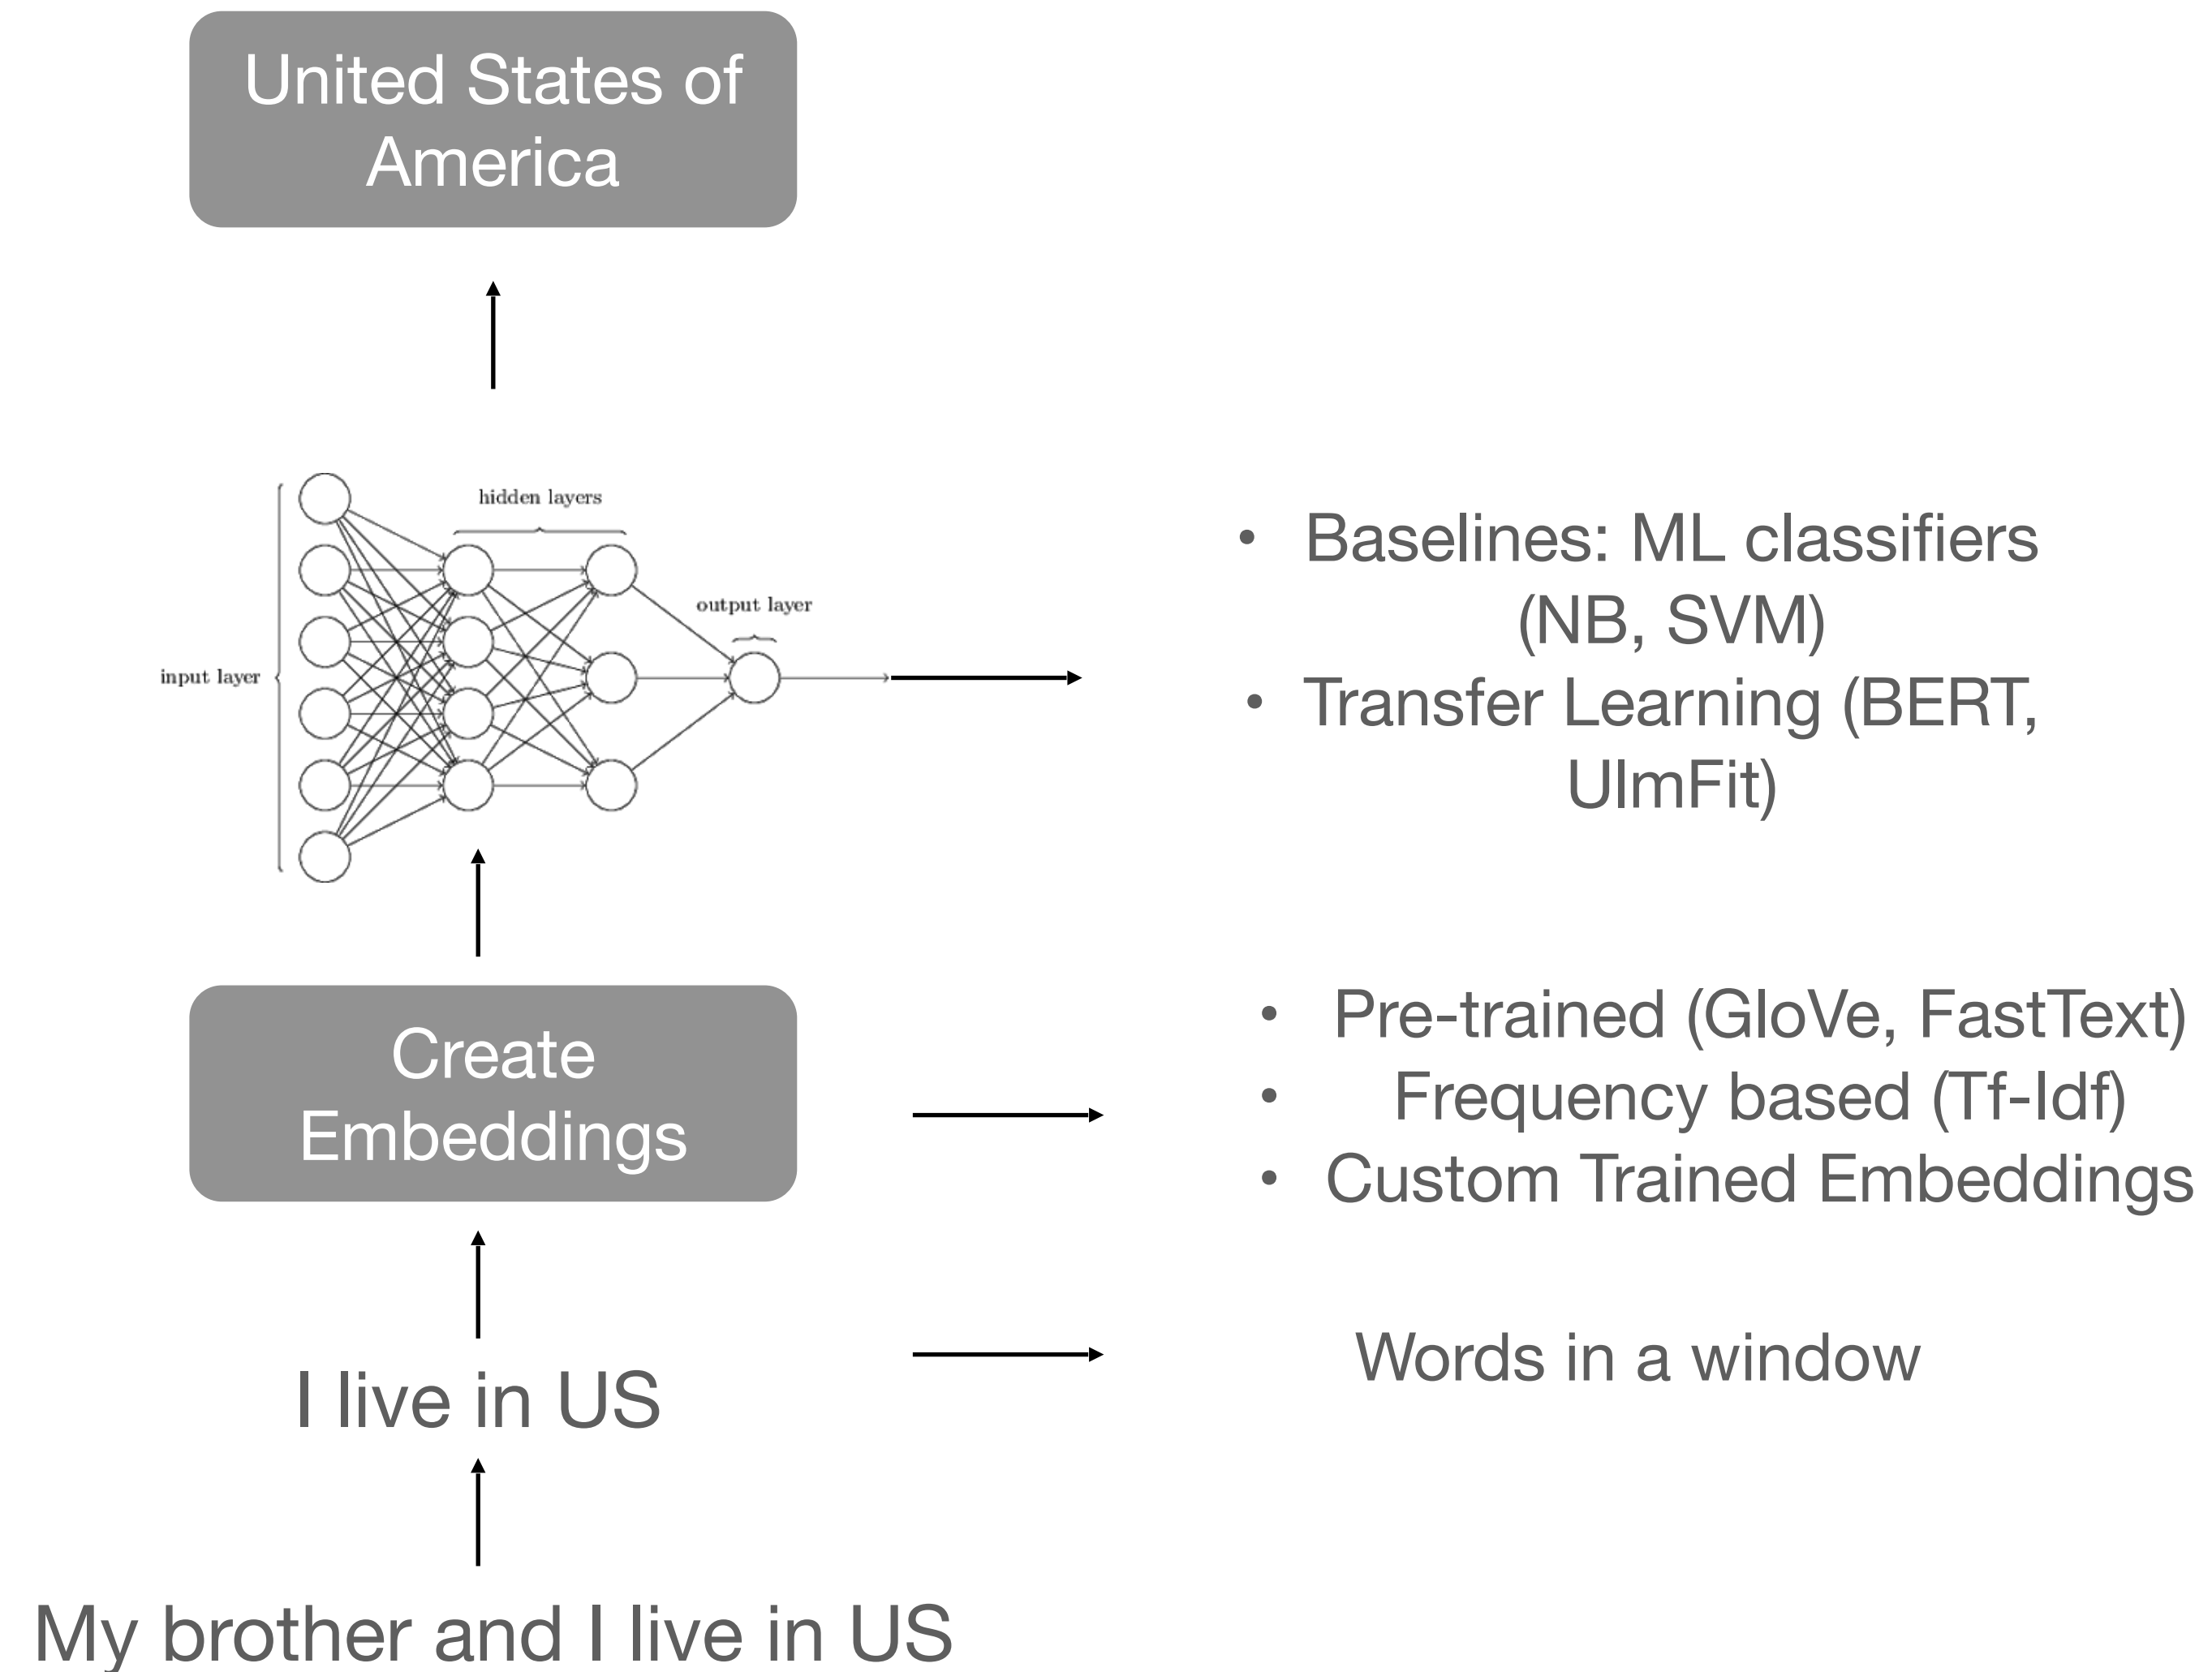 United States of
America
hidden layers
output layer
input layer
• Baselines: ML classifiers
(NB, SVM)
• Transfer Learning (BERT,
UlmFit)
Create
Embeddings
• Pre-trained (GloVe, FastText)
• Frequency based (Tf-Idf)
• Custom Trained Embeddings
I live in US
Words in a window
My brother and I live in US